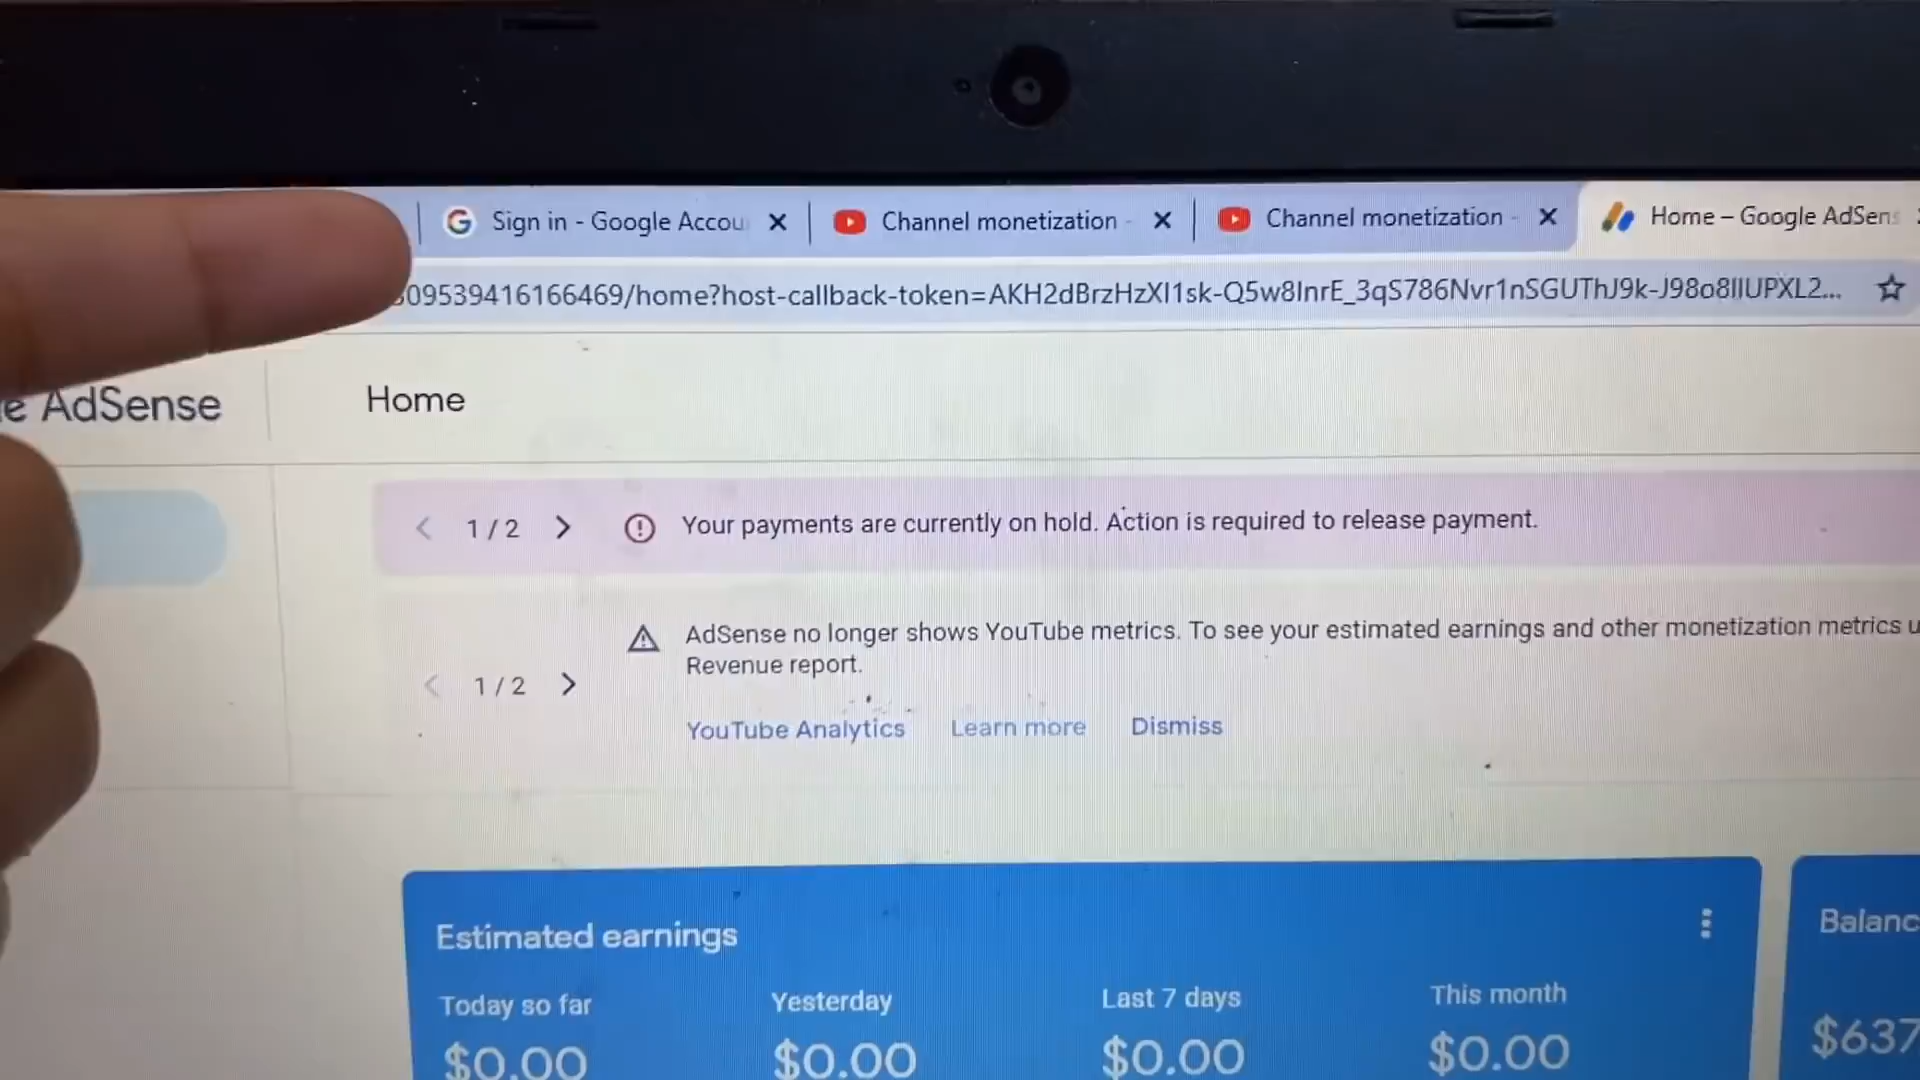 Sign in - Google Accou
Channel monetization -
Channel monetization -
Home – Google AdSens
09539416166469/home?host-callback-token=AKH2dBrzHzXI1sk-Q5w8InrE_3qS786Nvr1nSGUThJ9k-J98o8IIUPXL2...
e AdSense
Home
1 / 2
Your payments are currently on hold. Action is required to release payment.
AdSense no longer shows YouTube metrics. To see your estimated earnings and other monetization metrics u
Revenue report.
1 / 2
YouTube Analytics Learn more Dismiss
Estimated earnings
Balanc
Today so far Yesterday Last 7 days This month
$0.00 $0.00 $0.00 $0.00
$637